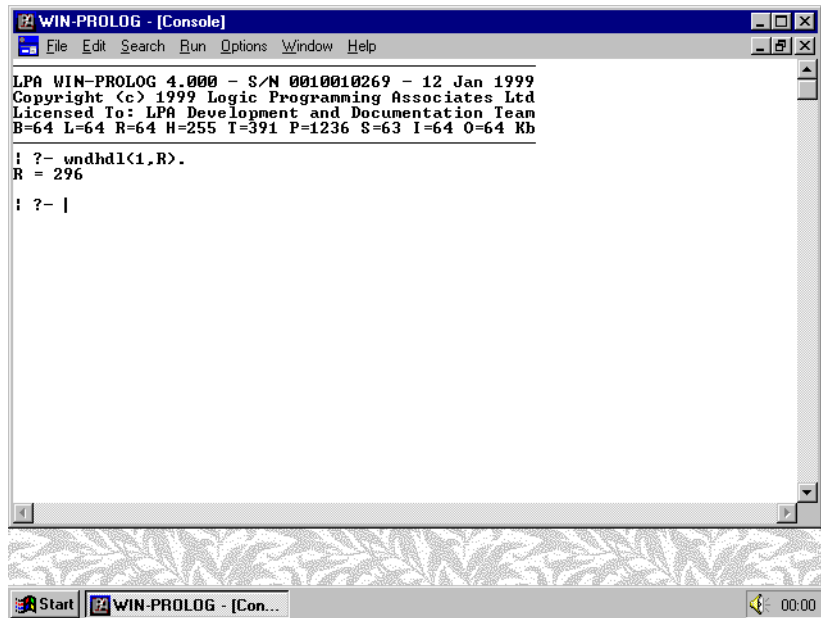 WIN-PROLOG - [Console]
File Edit Search Run Options Window Help
LPA WIN-PROLOG 4.000 - S/N 0010010269 - 12 Jan 1999
Copyright (c) 1999 Logic Programming Associates Ltd
Licensed To: LPA Development and Documentation Team
B=64 L=64 R=64 H=255 T=391 P=1236 S=63 I=64 O=64 Kb
| ?- wndhdl(1,R).
R = 296
| ?- |
Start WIN-PROLOG - [Con... 00:00